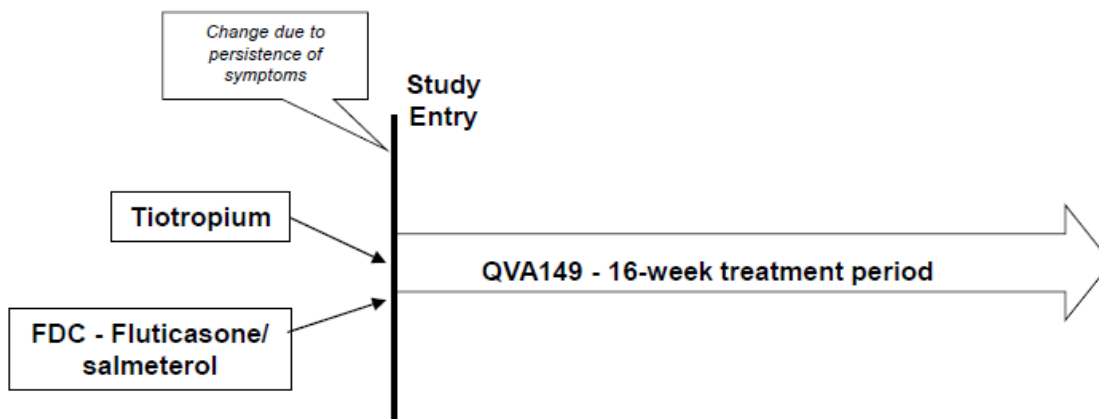 Change due to
persistence of
symptoms
Study
Entry
Tiotropium
QVA149 - 16-week treatment period
FDC - Fluticasone/
salmeterol